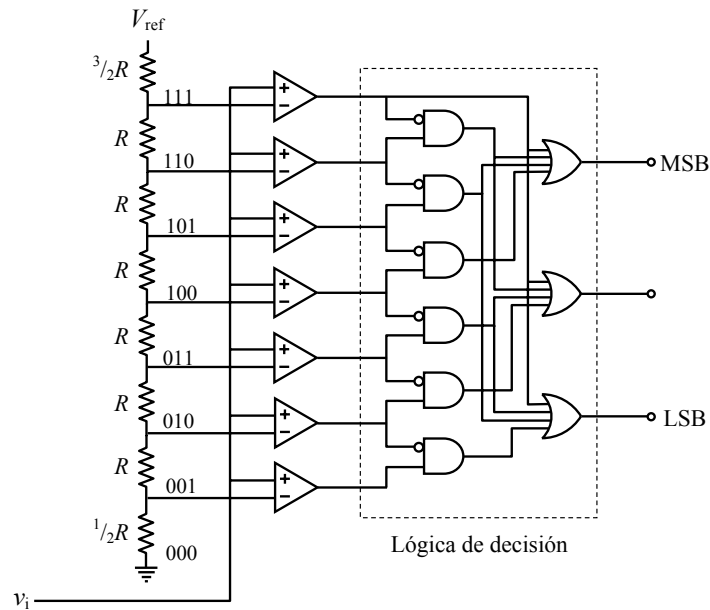 V_ref
3/2R
111
R
110
R
101
R
100
R
011
R
010
R
001
1/2R
000
v_i
+
−
+
−
+
−
+
−
+
−
+
−
+
−
MSB
LSB
Lógica de decisión